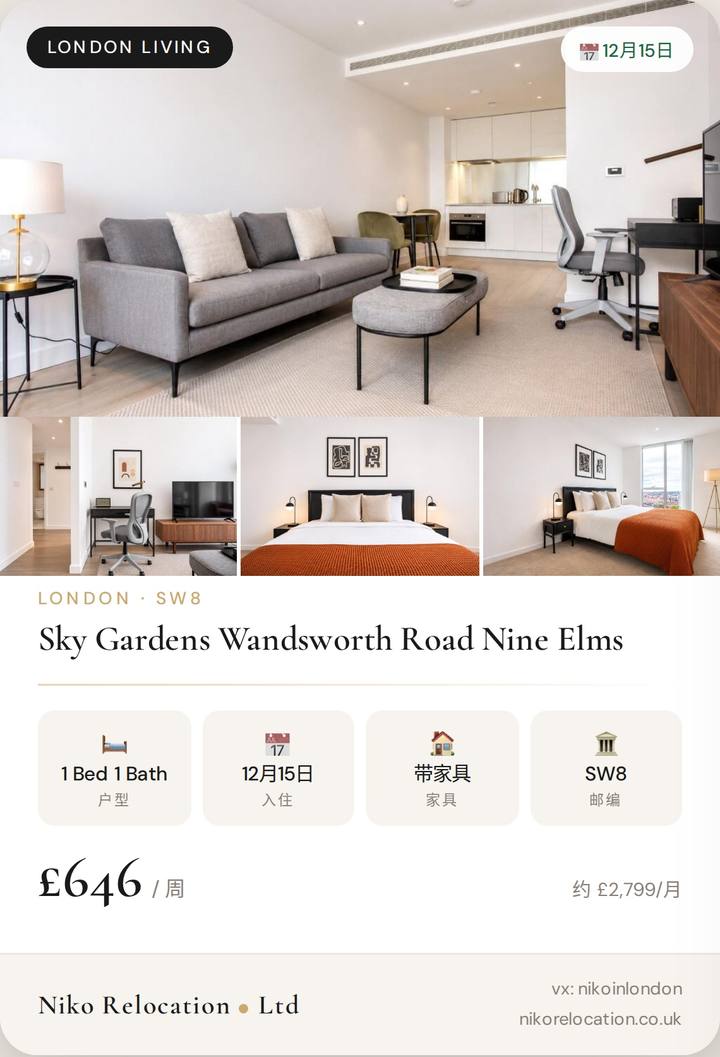 LONDON LIVING
12月15日
LONDON · SW8
Sky Gardens Wandsworth Road Nine Elms
1 Bed 1 Bath
户型
17
12月15日
入住
带家具
家具
SW8
邮编
£646 / 周
约 £2,799/月
Niko Relocation • Ltd
vx: nikoinlondon
nikorelocation.co.uk